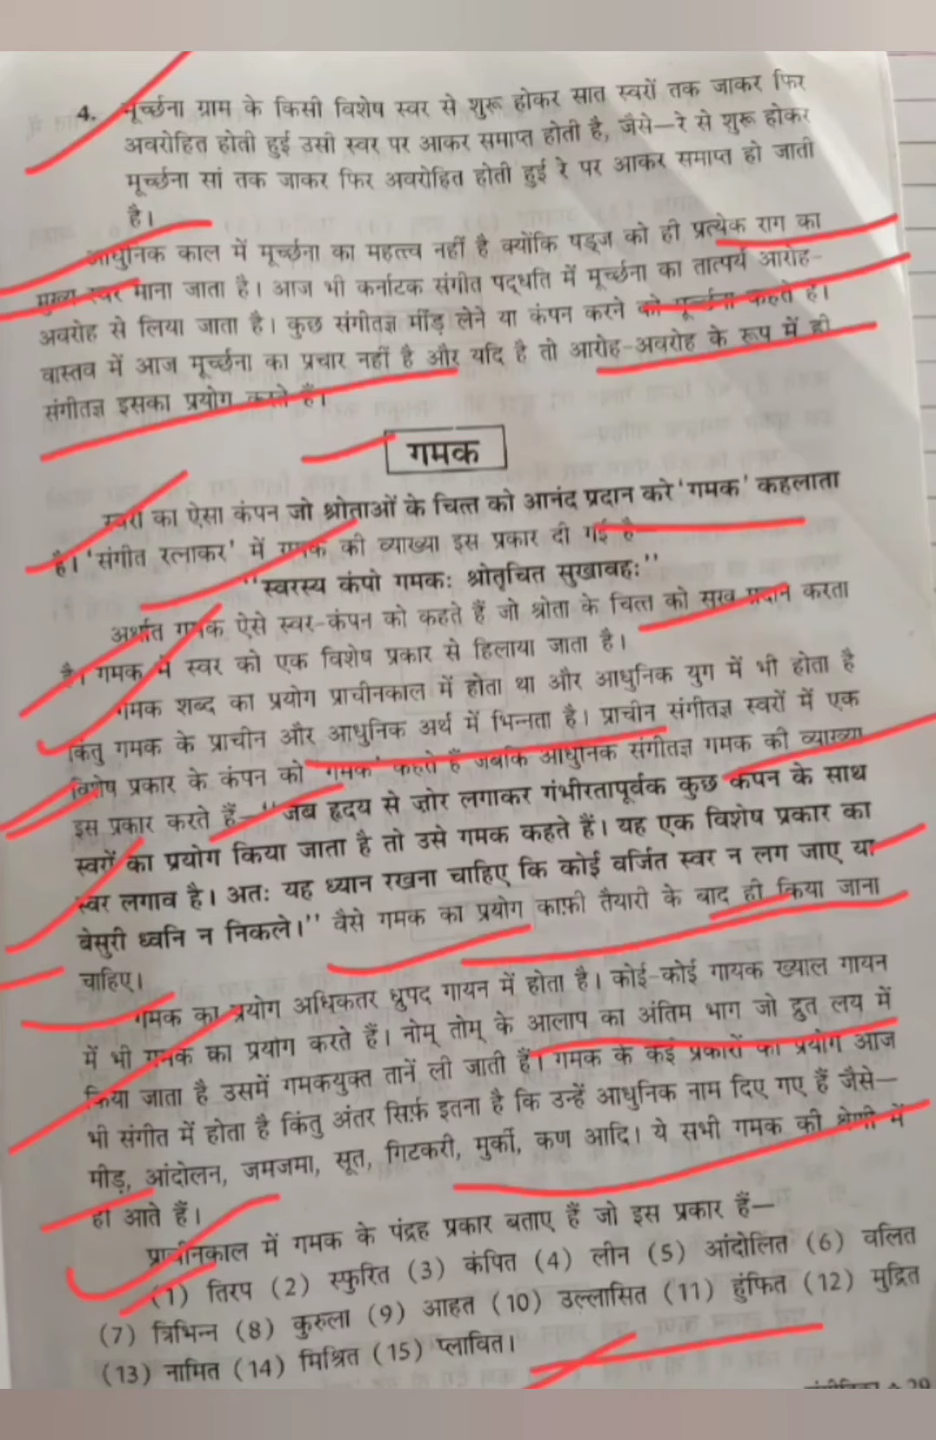 4. मूर्च्छना ग्राम के किसी विशेष स्वर से शुरू होकर सात स्वरों तक जाकर फिर
अवरोहित होती हुई उसी स्वर पर आकर समाप्त होती है, जैसे—रे से शुरू होकर
मूर्च्छना सां तक जाकर फिर अवरोहित होती हुई रे पर आकर समाप्त हो जाती
है।
आधुनिक काल में मूर्च्छना का महत्त्व नहीं है क्योंकि षड्ज को ही प्रत्येक राग का
मुख्य स्वर माना जाता है। आज भी कर्नाटक संगीत पद्धति में मूर्च्छना का तात्पर्य आरोह-
अवरोह से लिया जाता है। कुछ संगीतज्ञ मींड़ लेने या कंपन करने को मूर्च्छना कहते हैं।
वास्तव में आज मूर्च्छना का प्रचार नहीं है और यदि है तो आरोह-अवरोह के रूप में ही
संगीतज्ञ इसका प्रयोग करते हैं।
गमक
स्वरों का ऐसा कंपन जो श्रोताओं के चित्त को आनंद प्रदान करे 'गमक' कहलाता
है। 'संगीत रत्नाकर' में गमक की व्याख्या इस प्रकार दी गई है—
''स्वरस्य कंपो गमकः श्रोतृचित सुखावहः''
अर्थात गमक ऐसे स्वर-कंपन को कहते हैं जो श्रोता के चित्त को सुख प्रदान करता
है। गमक में स्वर को एक विशेष प्रकार से हिलाया जाता है।
गमक शब्द का प्रयोग प्राचीनकाल में होता था और आधुनिक युग में भी होता है
किंतु गमक के प्राचीन और आधुनिक अर्थ में भिन्नता है। प्राचीन संगीतज्ञ स्वरों में एक
विशेष प्रकार के कंपन को 'गमक' कहते हैं जबकि आधुनिक संगीतज्ञ गमक की व्याख्या
इस प्रकार करते हैं—''जब हृदय से ज़ोर लगाकर गंभीरतापूर्वक कुछ कंपन के साथ
स्वरों का प्रयोग किया जाता है तो उसे गमक कहते हैं। यह एक विशेष प्रकार का
स्वर लगाव है। अतः यह ध्यान रखना चाहिए कि कोई वर्जित स्वर न लग जाए या
बेसुरी ध्वनि न निकले।'' वैसे गमक का प्रयोग काफ़ी तैयारी के बाद ही किया जाना
चाहिए।
गमक का प्रयोग अधिकतर ध्रुपद गायन में होता है। कोई-कोई गायक ख्याल गायन
में भी गमक का प्रयोग करते हैं। नोम् तोम् के आलाप का अंतिम भाग जो द्रुत लय में
किया जाता है उसमें गमकयुक्त तानें ली जाती हैं। गमक के कई प्रकारों का प्रयोग आज
भी संगीत में होता है किंतु अंतर सिर्फ़ इतना है कि उन्हें आधुनिक नाम दिए गए हैं जैसे—
मीड़, आंदोलन, जमजमा, सूत, गिटकरी, मुर्की, कण आदि। ये सभी गमक की श्रेणी में
ही आते हैं।
प्राचीनकाल में गमक के पंद्रह प्रकार बताए हैं जो इस प्रकार हैं—
(1) तिरप (2) स्फुरित (3) कंपित (4) लीन (5) आंदोलित (6) वलित
(7) त्रिभिन्न (8) कुरुला (9) आहत (10) उल्लासित (11) हुंफित (12) मुद्रित
(13) नामित (14) मिश्रित (15) प्लावित।